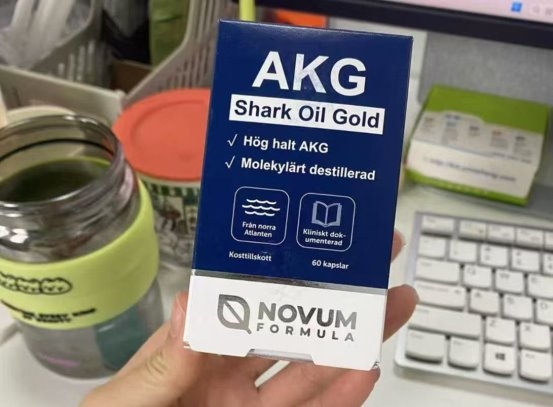 AKG
Shark Oil Gold
✓ Hög halt AKG
✓ Molekylärt destillerad
Från norra
Atlanten
Kliniskt dok-
umenterad
Kosttillskott
60 kapslar
NOVUM
FORMULA